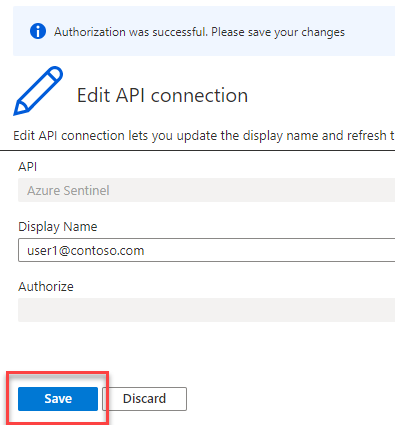 Authorization was successful. Please save your changes
Edit API connection
Edit API connection lets you update the display name and refresh t
API
Azure Sentinel
Display Name
user1@contoso.com
Authorize
Save Discard